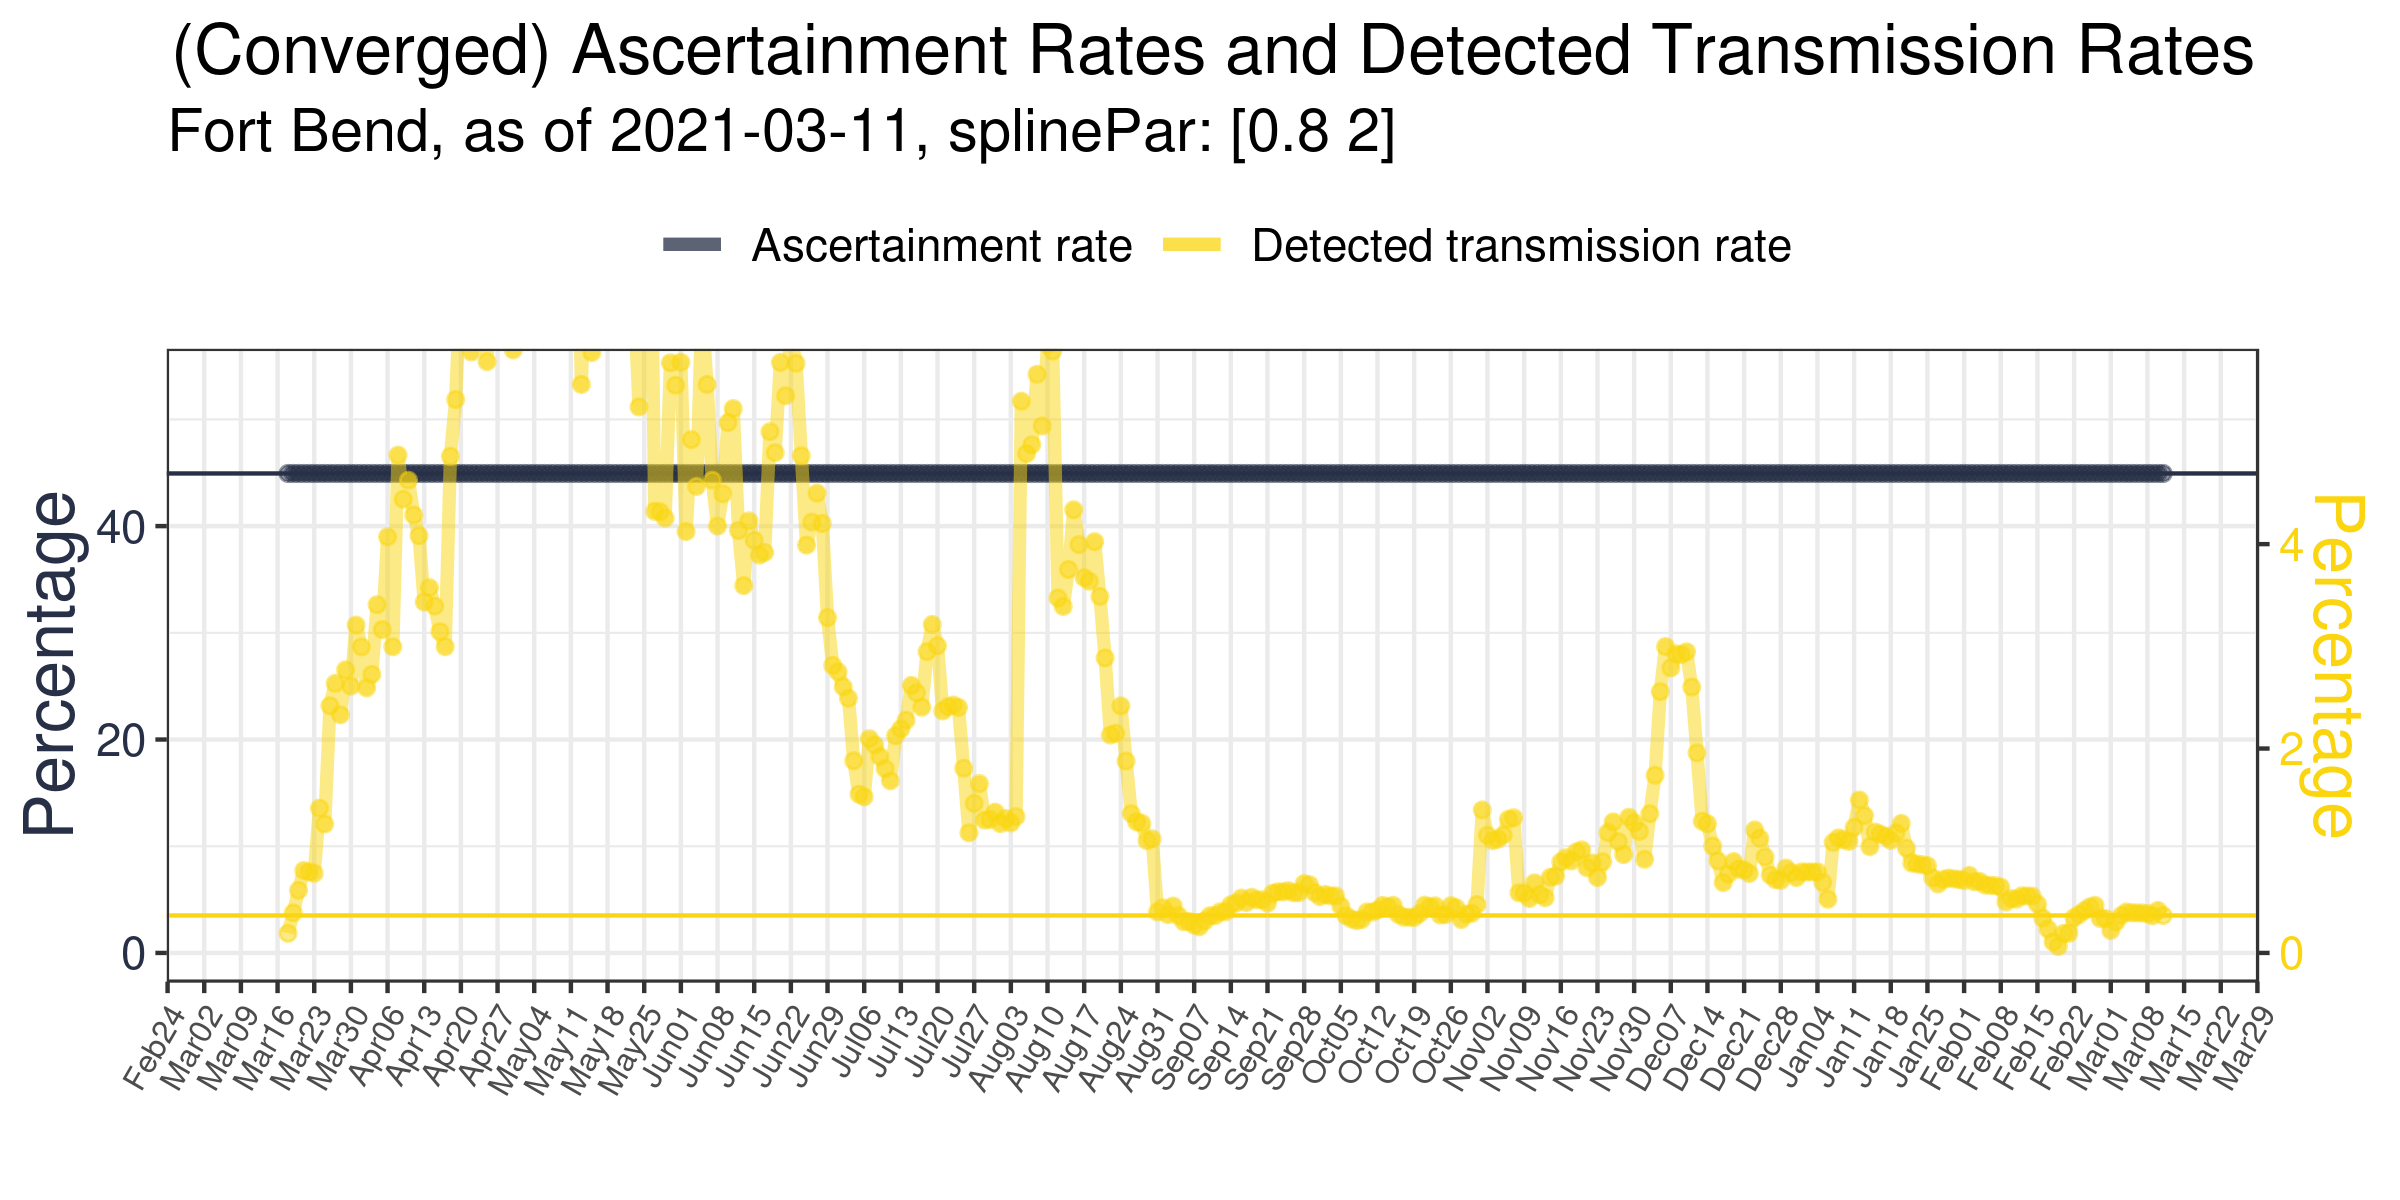 (Converged) Ascertainment Rates and Detected Transmission Rates
Fort Bend, as of 2021-03-11, splinePar: [0.8 2]
Ascertainment rate Detected transmission rate
Percentage
40
20
0
4
2
0
Percentage
Feb24 Mar02 Mar09 Mar16 Mar23 Mar30 Apr06 Apr13 Apr20 Apr27 May04 May11 May18 May25 Jun01 Jun08 Jun15 Jun22 Jun29 Jul06 Jul13 Jul20 Jul27 Aug03 Aug10 Aug17 Aug24 Aug31 Sep07 Sep14 Sep21 Sep28 Oct05 Oct12 Oct19 Oct26 Nov02 Nov09 Nov16 Nov23 Nov30 Dec07 Dec14 Dec21 Dec28 Jan04 Jan11 Jan18 Jan25 Feb01 Feb08 Feb15 Feb22 Mar01 Mar08 Mar15 Mar22 Mar29